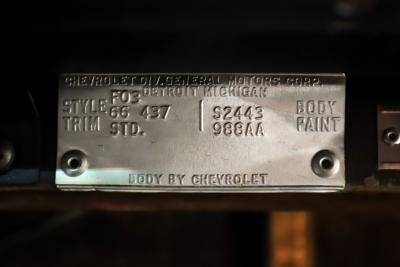 CHEVROLET DIV. GENERAL MOTORS CORP.
DETROIT MICHIGAN
F03
STYLE 66 437 S2443 BODY
TRIM STD. 988AA PAINT
BODY BY CHEVROLET